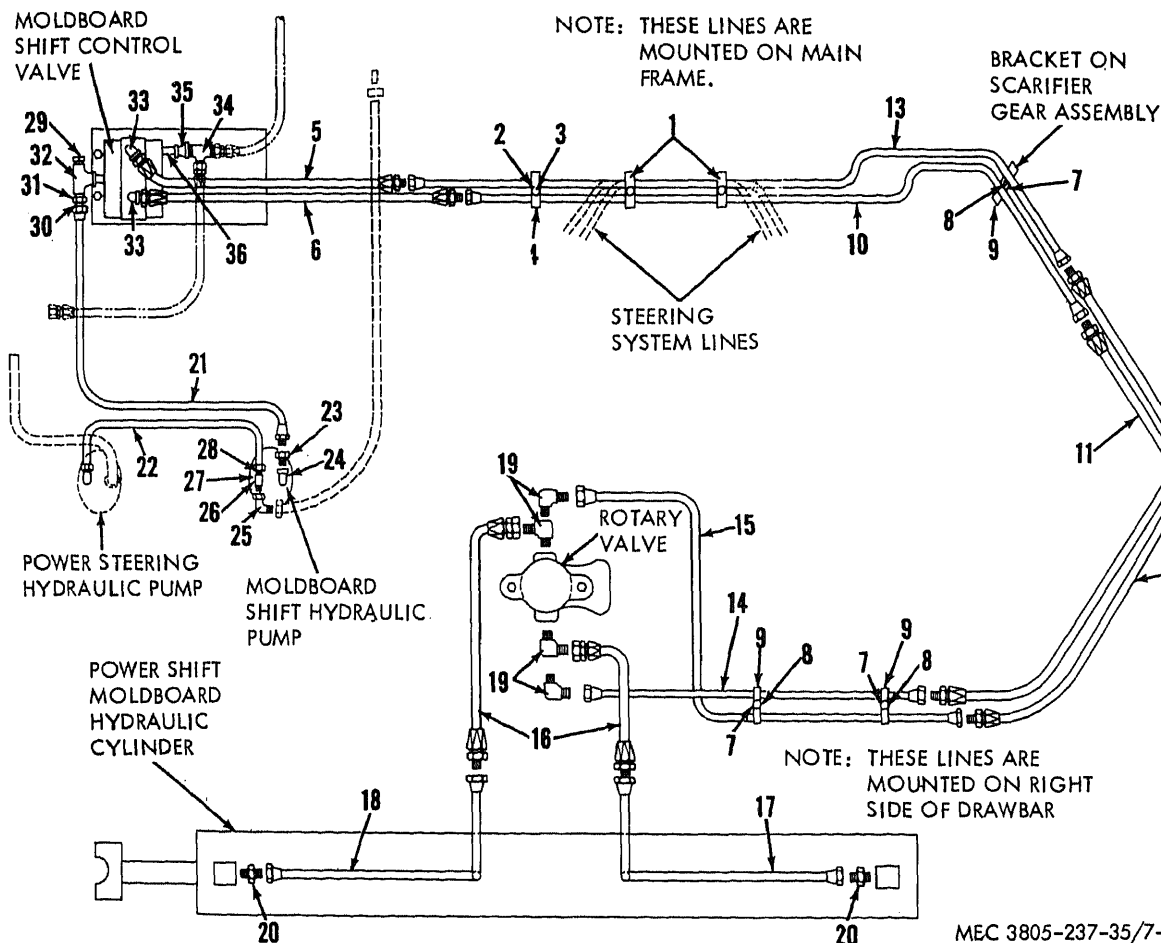 MOLDBOARD
SHIFT CONTROL
VALVE
NOTE: THESE LINES ARE
MOUNTED ON MAIN
FRAME.
BRACKET ON
SCARIFIER
GEAR ASSEMBLY
29
32
31
30
33
35
34
5
2
3
1
13
7
8
9
33
36
6
4
10
STEERING
SYSTEM LINES
21
22
23
24
28
27
26
25
11
19
15
ROTARY
VALVE
POWER STEERING
HYDRAULIC PUMP
MOLDBOARD
SHIFT HYDRAULIC
PUMP
14
9
8
9
8
7
7
19
16
POWER SHIFT
MOLDBOARD
HYDRAULIC
CYLINDER
NOTE: THESE LINES ARE
MOUNTED ON RIGHT
SIDE OF DRAWBAR
18
17
20
20
MEC 3805-237-35/7-